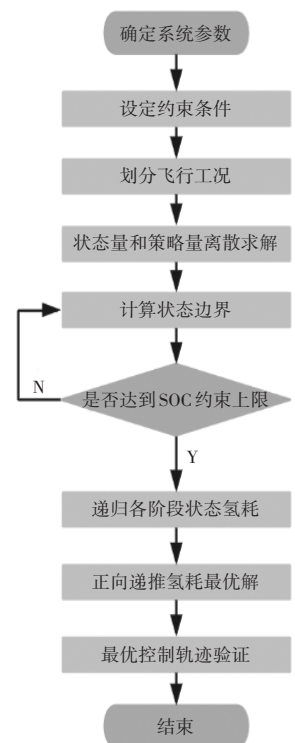 确定系统参数
设定约束条件
划分飞行工况
状态量和策略量离散求解
计算状态边界
是否达到SOC约束上限
N
Y
递归各阶段状态氢耗
正向递推氢耗最优解
最优控制轨迹验证
结束